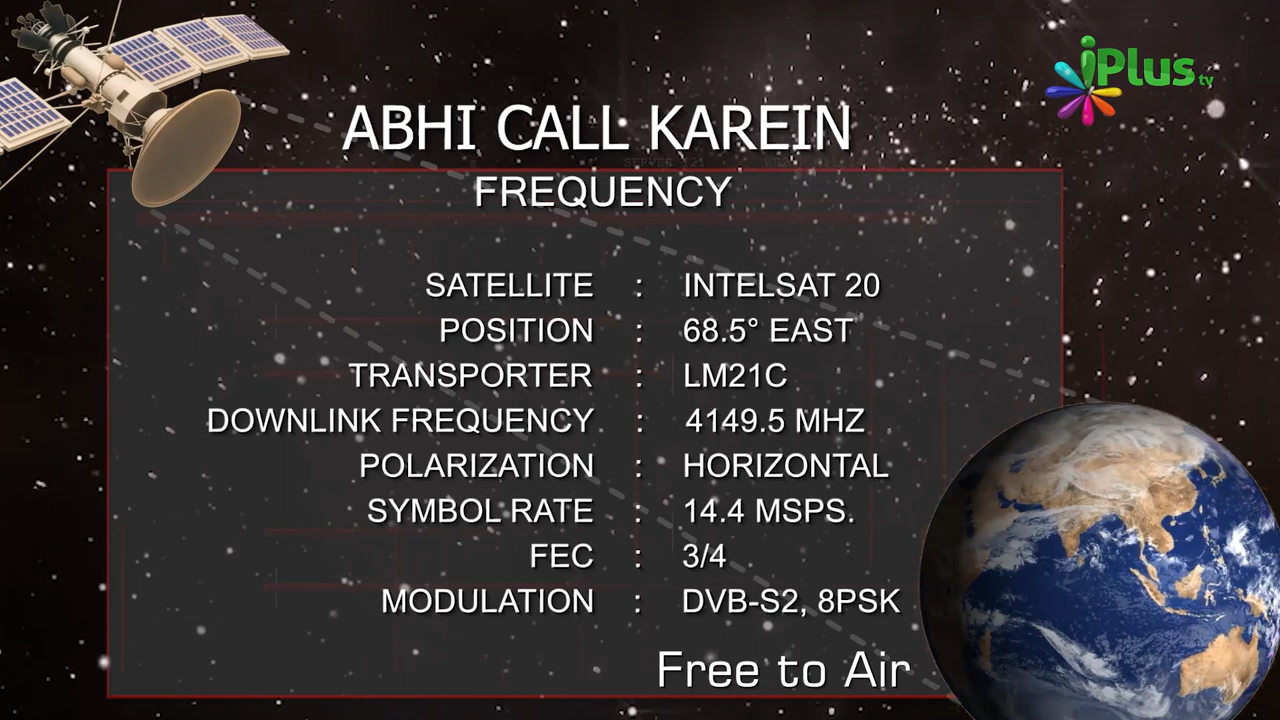 iPlus tv
ABHI CALL KAREIN
FREQUENCY
SATELLITE : INTELSAT 20
POSITION : 68.5° EAST
TRANSPORTER : LM21C
DOWNLINK FREQUENCY : 4149.5 MHZ
POLARIZATION : HORIZONTAL
SYMBOL RATE : 14.4 MSPS.
FEC : 3/4
MODULATION : DVB-S2, 8PSK
Free to Air